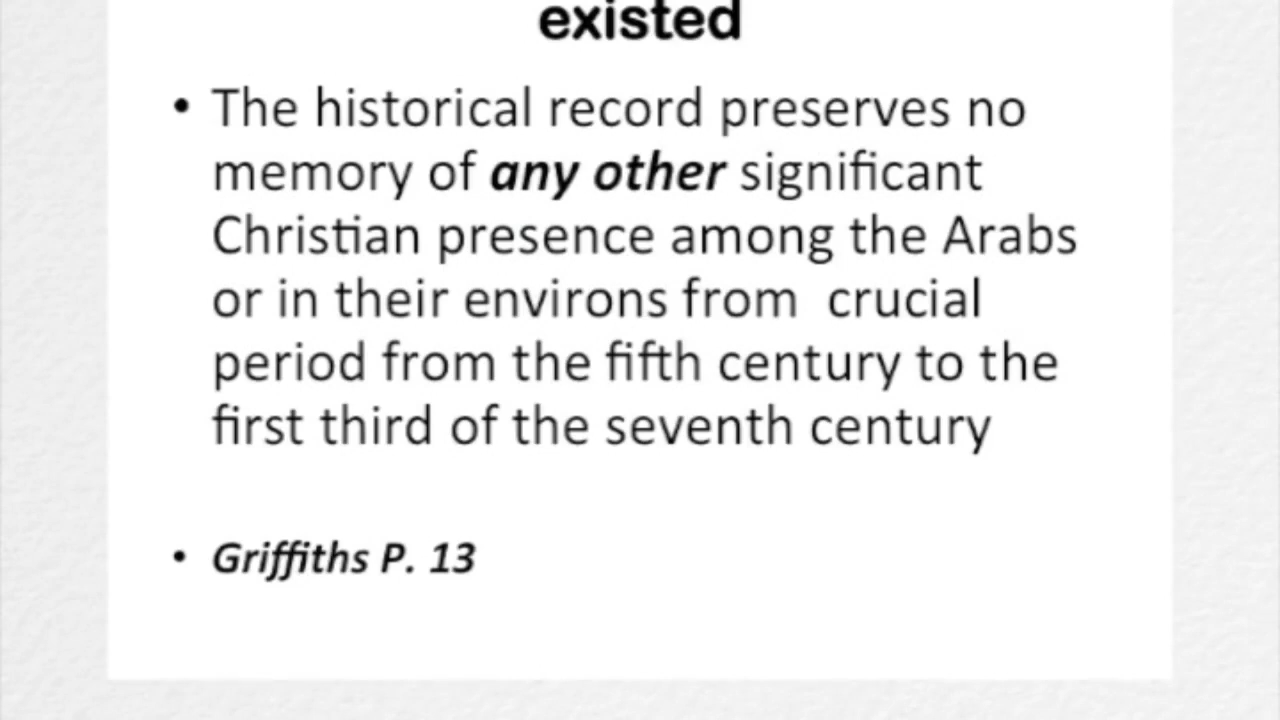 existed
• The historical record preserves no
memory of any other significant
Christian presence among the Arabs
or in their environs from  crucial
period from the fifth century to the
first third of the seventh century
• Griffiths P. 13